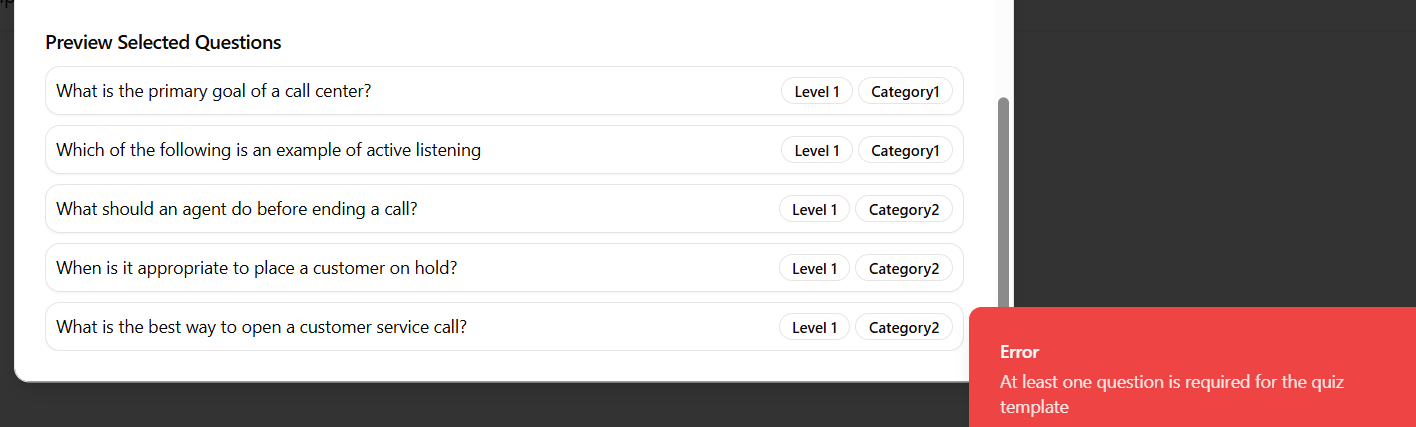 Preview Selected Questions
What is the primary goal of a call center? Level 1 Category1
Which of the following is an example of active listening Level 1 Category1
What should an agent do before ending a call? Level 1 Category2
When is it appropriate to place a customer on hold? Level 1 Category2
What is the best way to open a customer service call? Level 1 Category2
Error
At least one question is required for the quiz
template